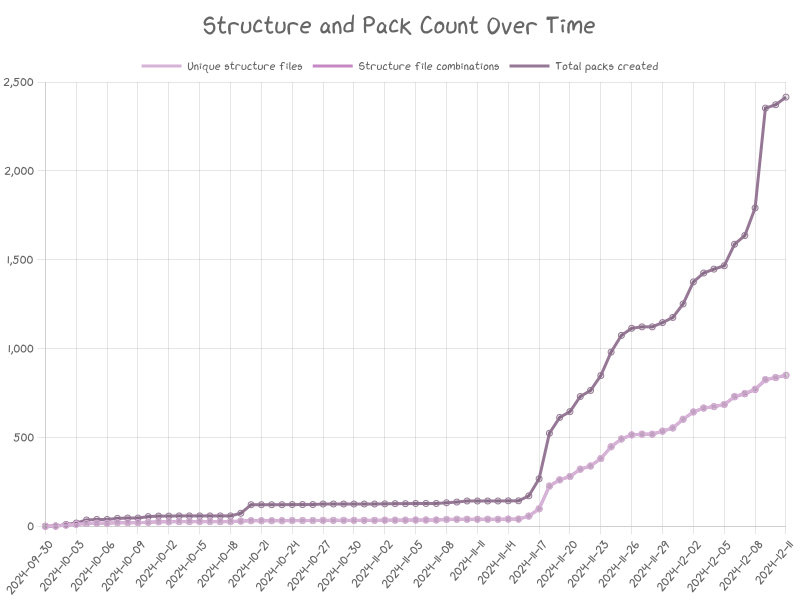 Structure and Pack Count Over Time
Unique structure files Structure file combinations Total packs created
2,500
2,000
1,500
1,000
500
0
2024-09-30 2024-10-03 2024-10-06 2024-10-09 2024-10-12 2024-10-15 2024-10-18 2024-10-21 2024-10-24 2024-10-27 2024-10-30 2024-11-02 2024-11-05 2024-11-08 2024-11-11 2024-11-14 2024-11-17 2024-11-20 2024-11-23 2024-11-26 2024-11-29 2024-12-02 2024-12-05 2024-12-08 2024-12-11